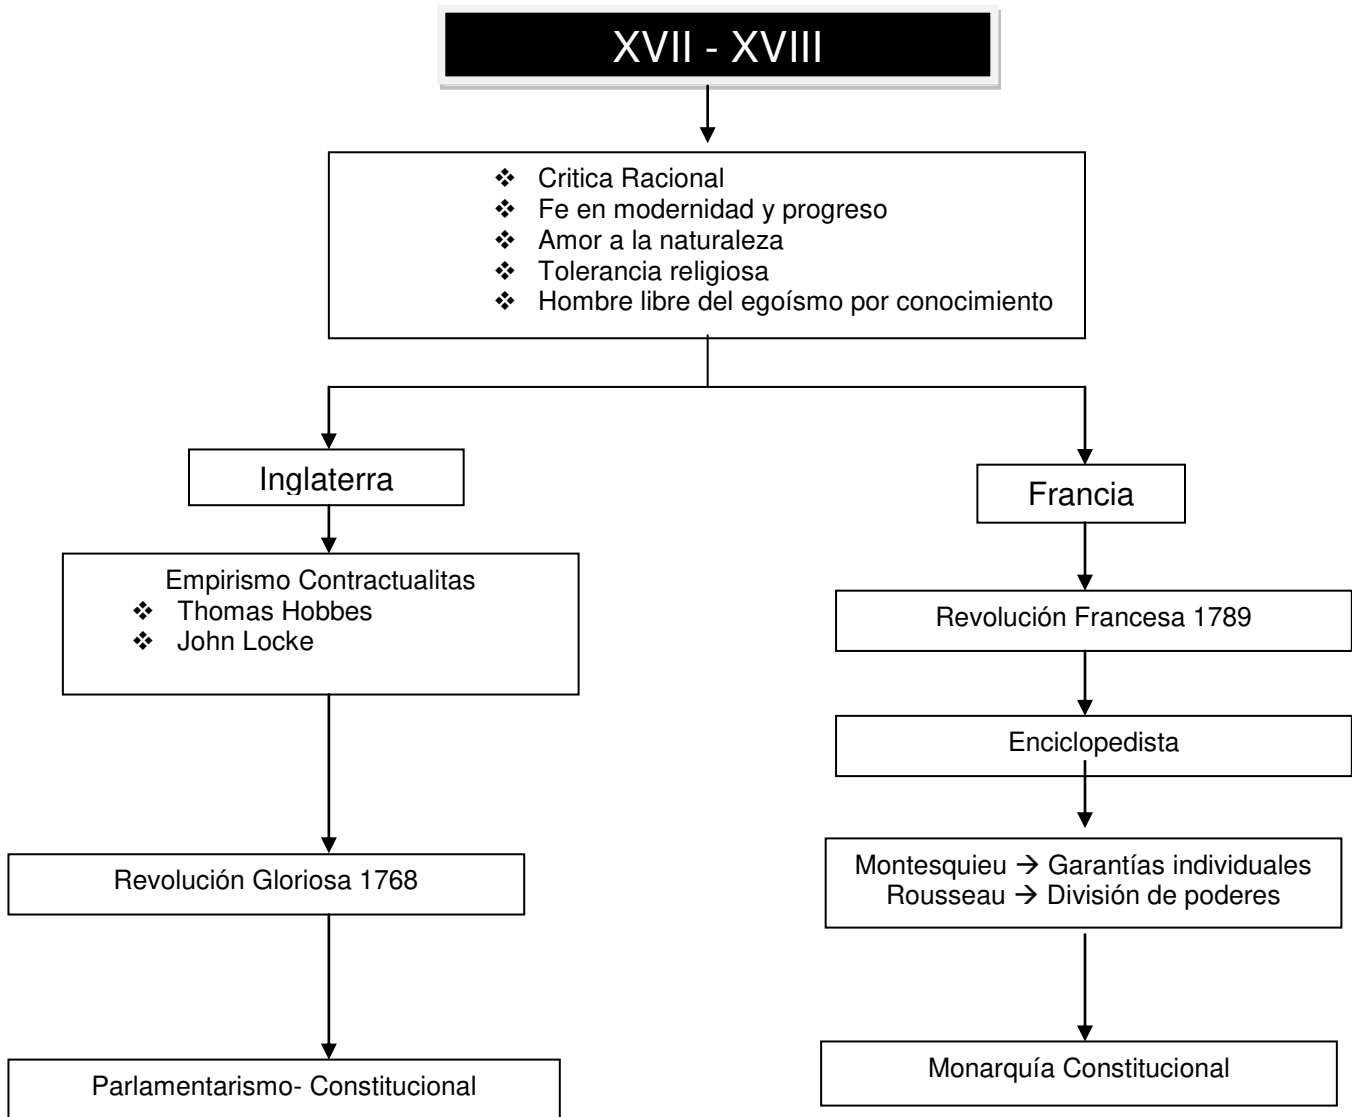 XVII - XVIII
❖ Critica Racional
❖ Fe en modernidad y progreso
❖ Amor a la naturaleza
❖ Tolerancia religiosa
❖ Hombre libre del egoísmo por conocimiento
Inglaterra
Empirismo Contractualitas
❖ Thomas Hobbes
❖ John Locke
Revolución Gloriosa 1768
Parlamentarismo- Constitucional
Francia
Revolución Francesa 1789
Enciclopedista
Montesquieu → Garantías individuales
Rousseau → División de poderes
Monarquía Constitucional